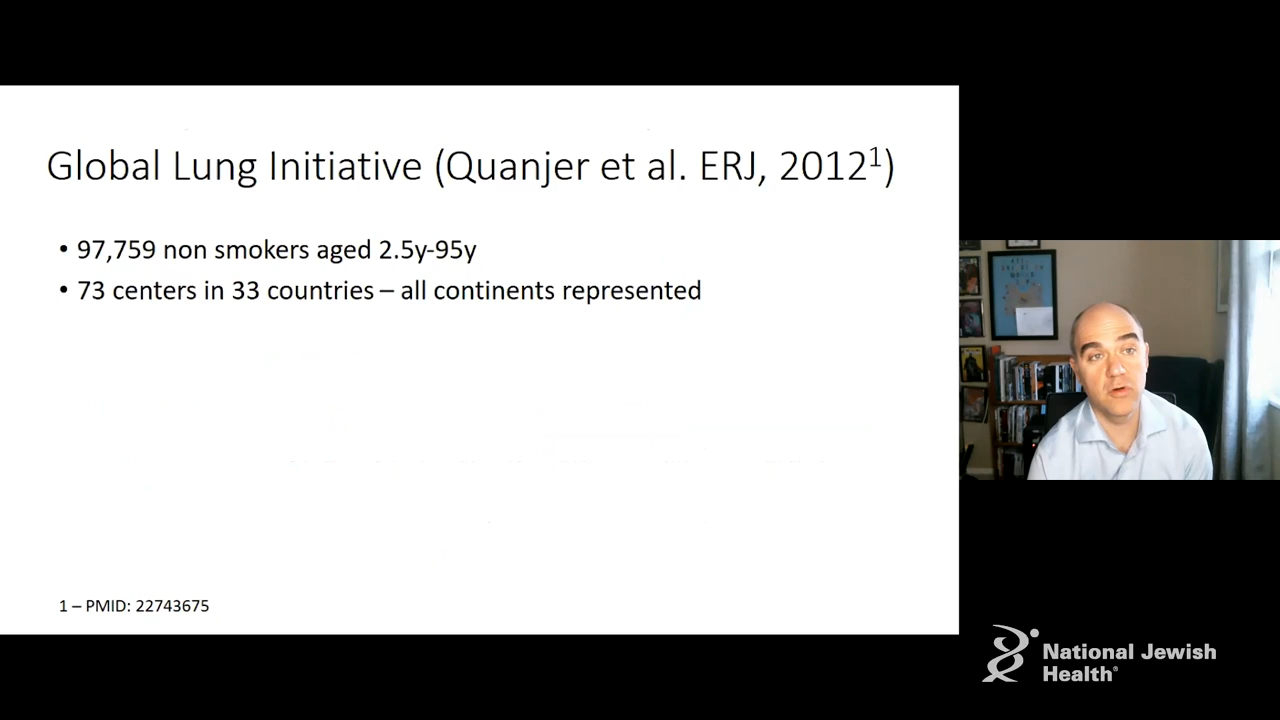 Global Lung Initiative (Quanjer et al. ERJ, 2012¹)
• 97,759 non smokers aged 2.5y-95y
• 73 centers in 33 countries – all continents represented
1 – PMID: 22743675
National Jewish
Health®